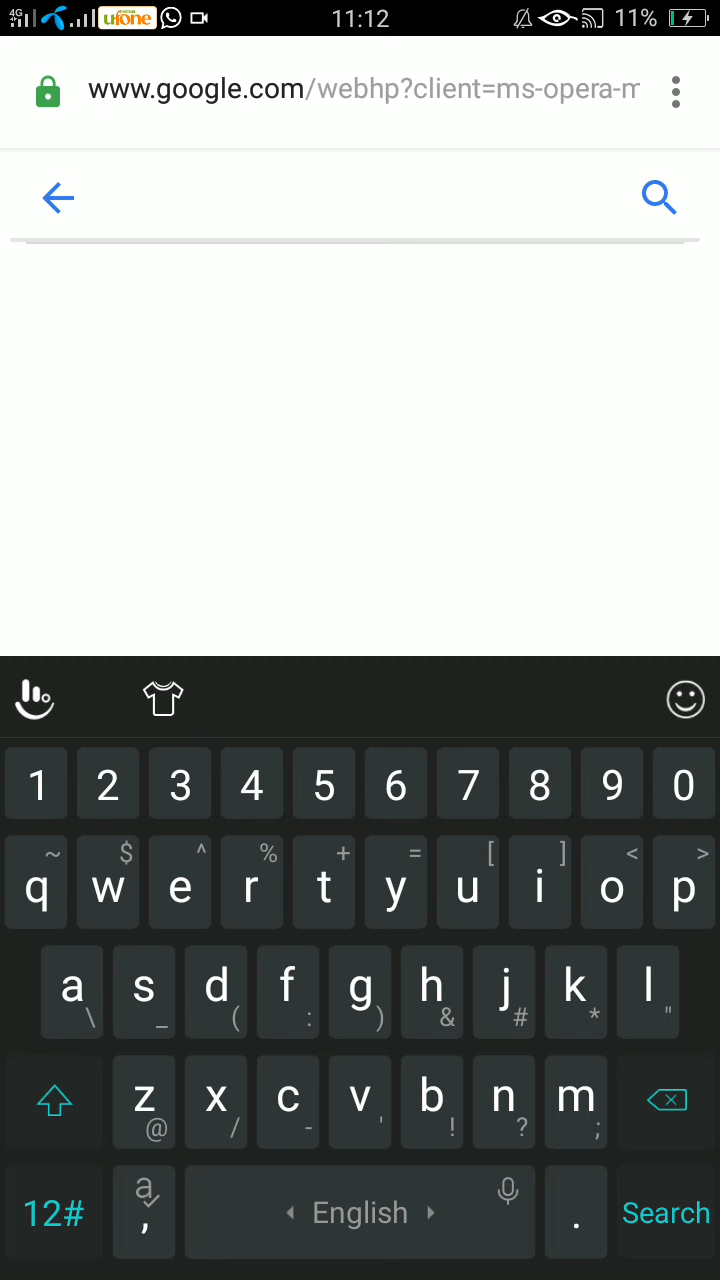 4G ufone 11:12 11%
www.google.com/webhp?client=ms-opera-m
1 2 3 4 5 6 7 8 9 0
~ $ ^ % + = [ ] < >
q w e r t y u i o p
a s d f g h j k l
\ _ ( : ) & # * "
z x c v b n m
@ / - ' ! ? ;
12# a , English . Search